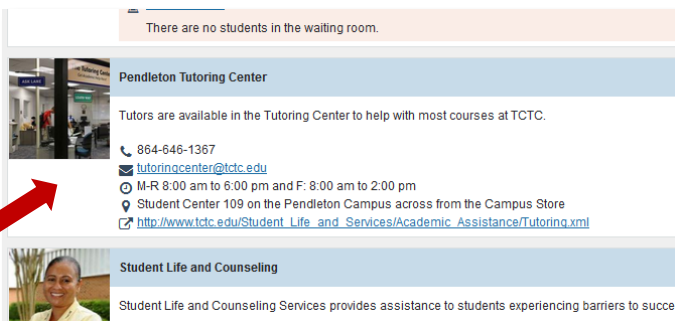 There are no students in the waiting room.
Pendleton Tutoring Center
Tutors are available in the Tutoring Center to help with most courses at TCTC.
864-646-1367
tutoringcenter@tctc.edu
M-R 8:00 am to 6:00 pm and F: 8:00 am to 2:00 pm
Student Center 109 on the Pendleton Campus across from the Campus Store
http://www.tctc.edu/Student_Life_and_Services/Academic_Assistance/Tutoring.xml
Student Life and Counseling
Student Life and Counseling Services provides assistance to students experiencing barriers to succe